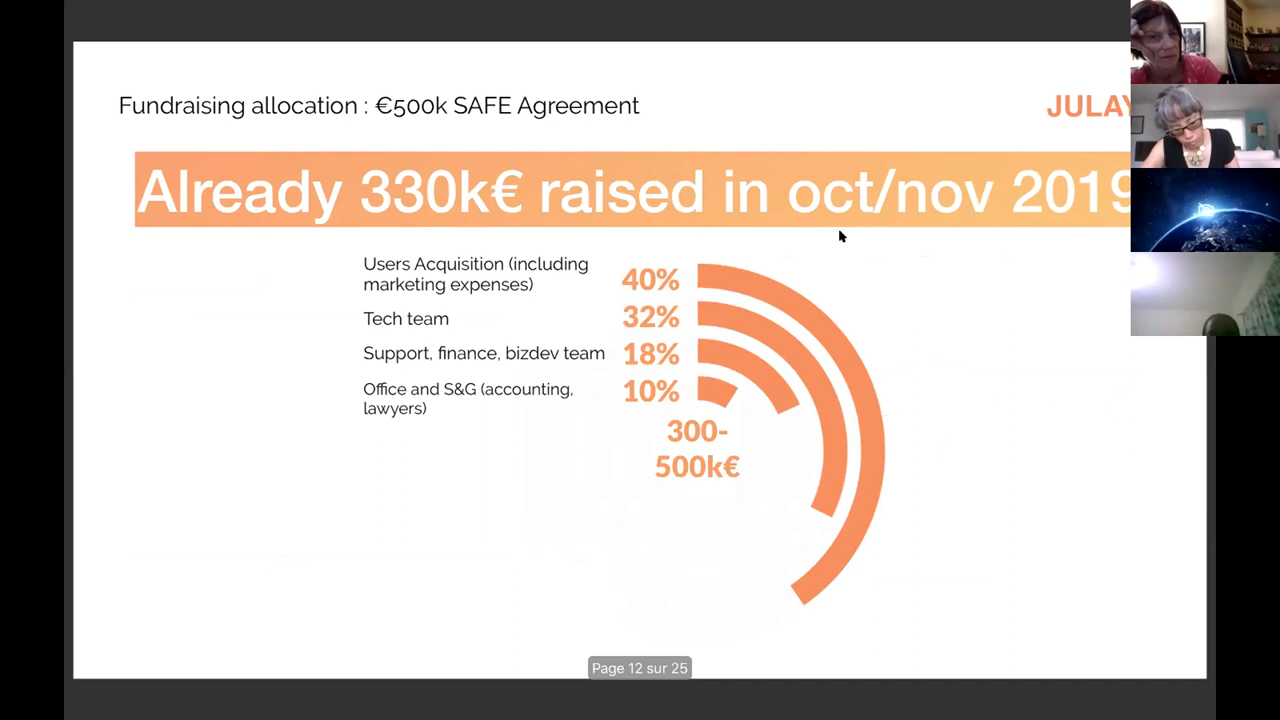 Fundraising allocation : €500k SAFE Agreement
JULAY
Already 330k€ raised in oct/nov 2019
Users Acquisition (including
marketing expenses)
40%
Tech team
32%
Support, finance, bizdev team
18%
Office and S&G (accounting,
lawyers)
10%
300-
500k€
Page 12 sur 25